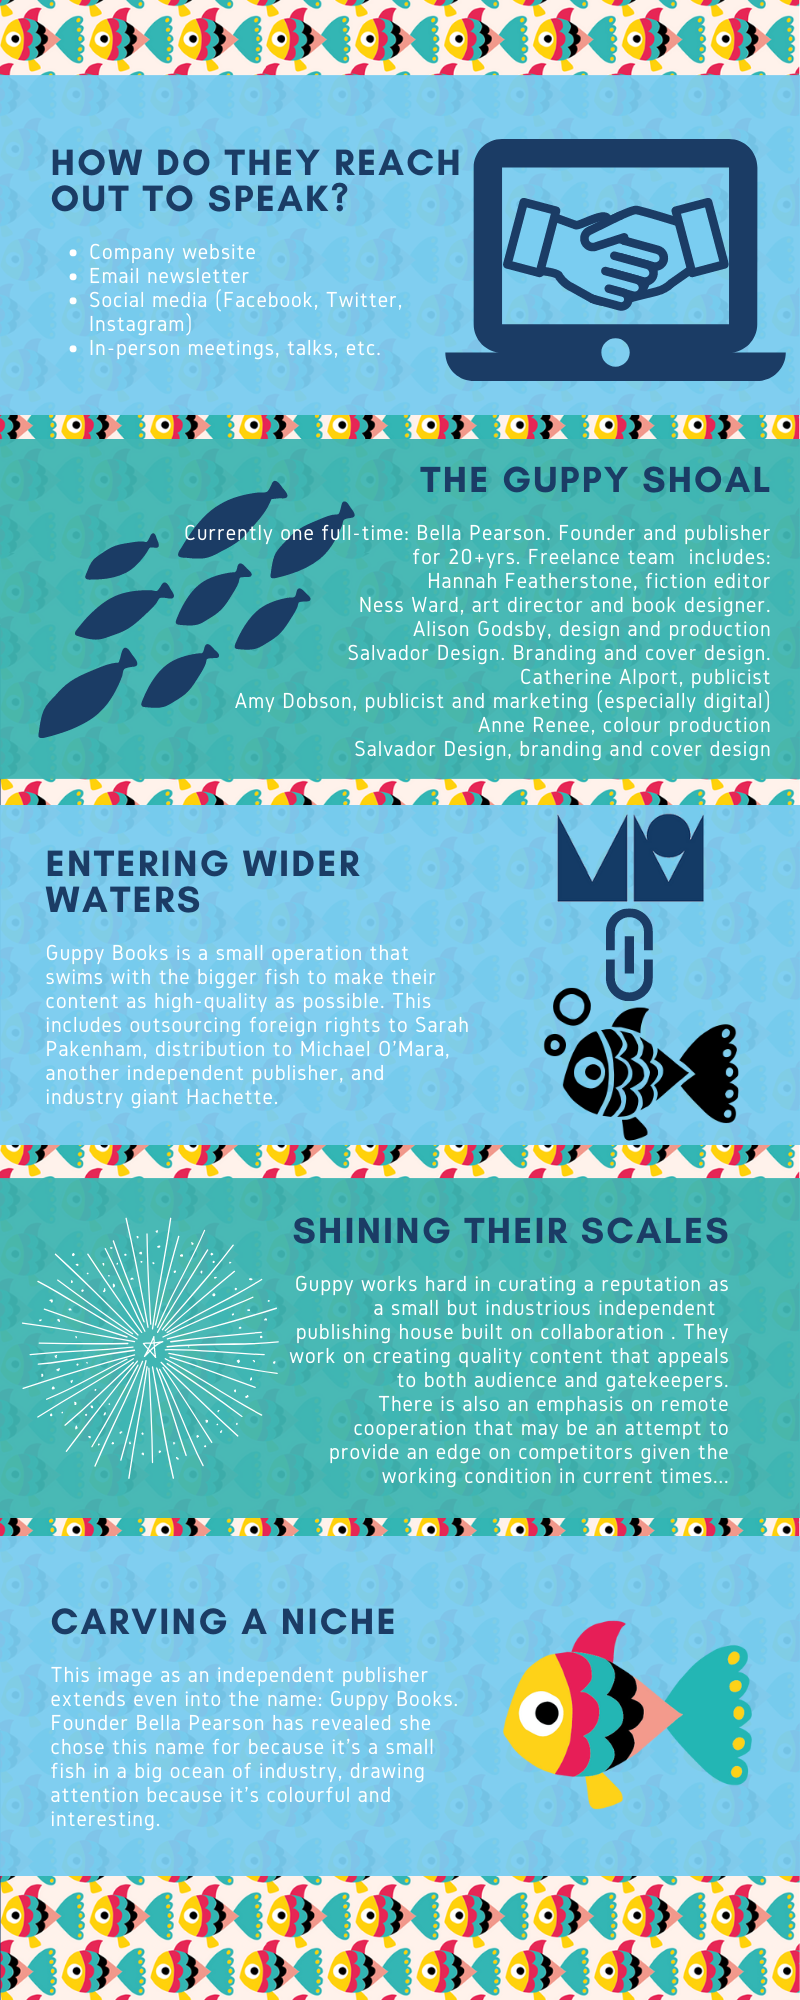 HOW DO THEY REACH
OUT TO SPEAK?
Company website
Email newsletter
Social media (Facebook, Twitter,
Instagram)
In-person meetings, talks, etc.
THE GUPPY SHOAL
Currently one full-time: Bella Pearson. Founder and publisher
for 20+yrs. Freelance team includes:
Hannah Featherstone, fiction editor
Ness Ward, art director and book designer.
Alison Godsby, design and production
Salvador Design. Branding and cover design.
Catherine Alport, publicist
Amy Dobson, publicist and marketing (especially digital)
Anne Renee, colour production
Salvador Design, branding and cover design
ENTERING WIDER
WATERS
Guppy Books is a small operation that
swims with the bigger fish to make their
content as high-quality as possible. This
includes outsourcing foreign rights to Sarah
Pakenham, distribution to Michael O'Mara,
another independent publisher, and
industry giant Hachette.
SHINING THEIR SCALES
Guppy works hard in curating a reputation as
a small but industrious independent
publishing house built on collaboration . They
work on creating quality content that appeals
to both audience and gatekeepers.
There is also an emphasis on remote
cooperation that may be an attempt to
provide an edge on competitors given the
working condition in current times...
CARVING A NICHE
This image as an independent publisher
extends even into the name: Guppy Books.
Founder Bella Pearson has revealed she
chose this name for because it's a small
fish in a big ocean of industry, drawing
attention because it's colourful and
interesting.